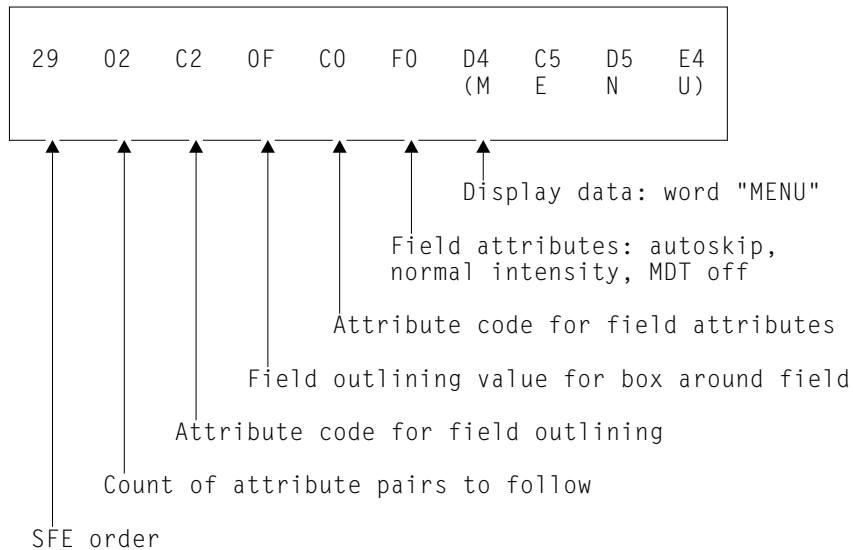 29 02 C2 0F C0 F0 D4 C5 D5 E4
(M E N U)
Display data: word "MENU"
Field attributes: autoskip,
normal intensity, MDT off
Attribute code for field attributes
Field outlining value for box around field
Attribute code for field outlining
Count of attribute pairs to follow
SFE order